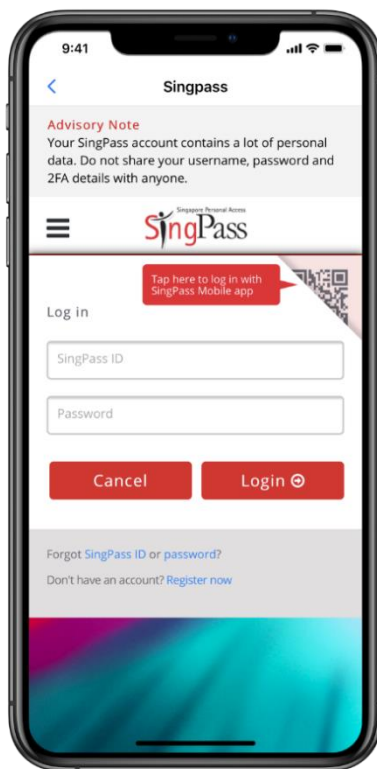 9:41
Singpass
Advisory Note
Your SingPass account contains a lot of personal
data. Do not share your username, password and
2FA details with anyone.
Singapore Personal Access
SingPass
Tap here to log in with
SingPass Mobile app
Log in
SingPass ID
Password
Cancel
Login
Forgot SingPass ID or password?
Don't have an account? Register now